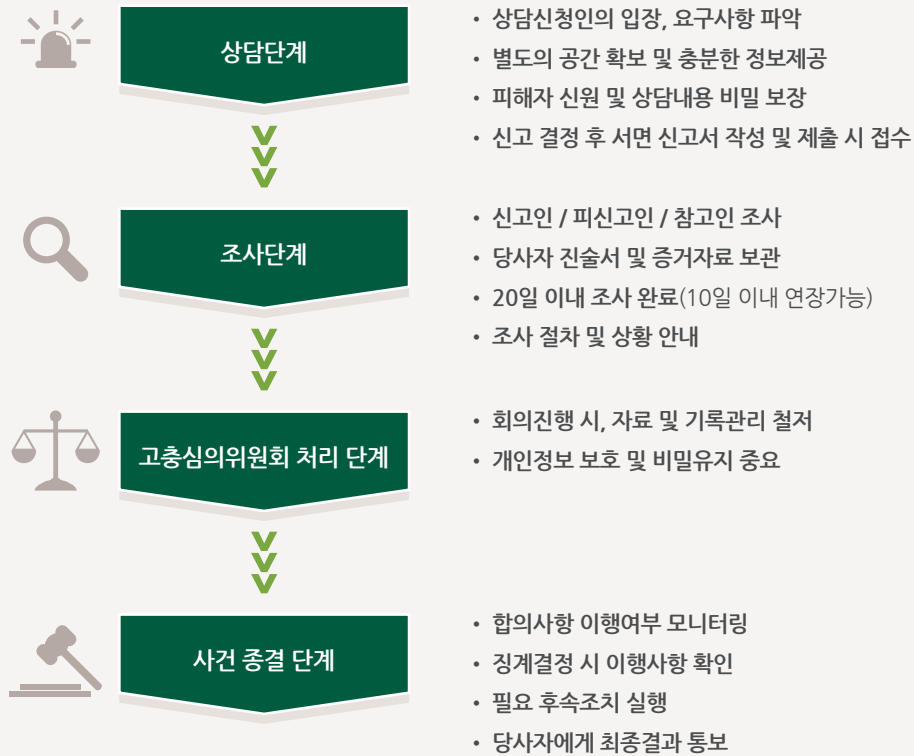 상담단계
• 상담신청인의 입장, 요구사항 파악
• 별도의 공간 확보 및 충분한 정보제공
• 피해자 신원 및 상담내용 비밀 보장
• 신고 결정 후 서면 신고서 작성 및 제출 시 접수
조사단계
• 신고인 / 피신고인 / 참고인 조사
• 당사자 진술서 및 증거자료 보관
• 20일 이내 조사 완료(10일 이내 연장가능)
• 조사 절차 및 상황 안내
고충심의위원회 처리 단계
• 회의진행 시, 자료 및 기록관리 철저
• 개인정보 보호 및 비밀유지 중요
사건 종결 단계
• 합의사항 이행여부 모니터링
• 징계결정 시 이행사항 확인
• 필요 후속조치 실행
• 당사자에게 최종결과 통보